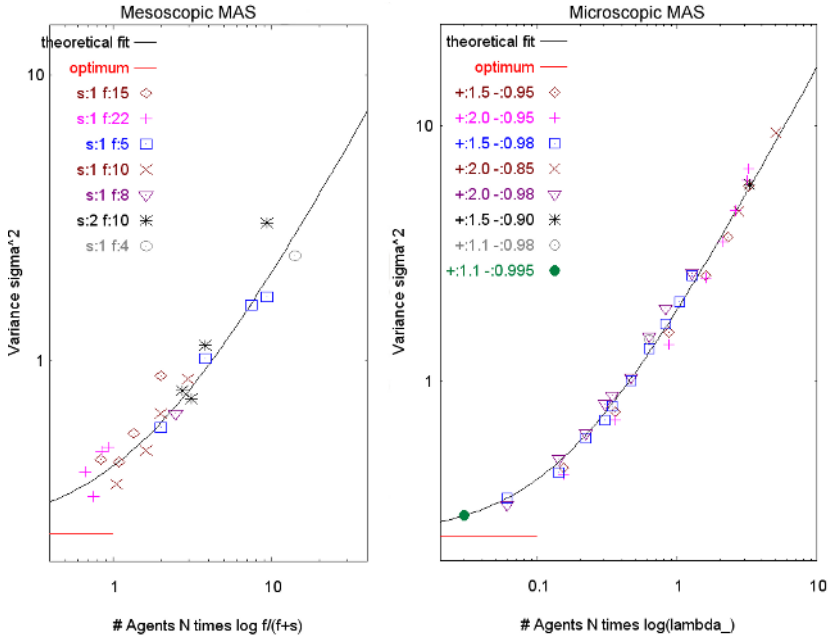 Mesoscopic MAS
theoretical fit
optimum
s:1 f:15
s:1 f:22
s:1 f:5
s:1 f:10
s:1 f:8
s:2 f:10
s:1 f:4
10
1
Variance sigma^2
1
10
# Agents N times log f/(f+s)
Microscopic MAS
theoretical fit
optimum
+:1.5 -:0.95
+:2.0 -:0.95
+:1.5 -:0.98
+:2.0 -:0.85
+:2.0 -:0.98
+:1.5 -:0.90
+:1.1 -:0.98
+:1.1 -:0.995
10
1
Variance sigma^2
0.1
1
10
# Agents N times log(lambda_)